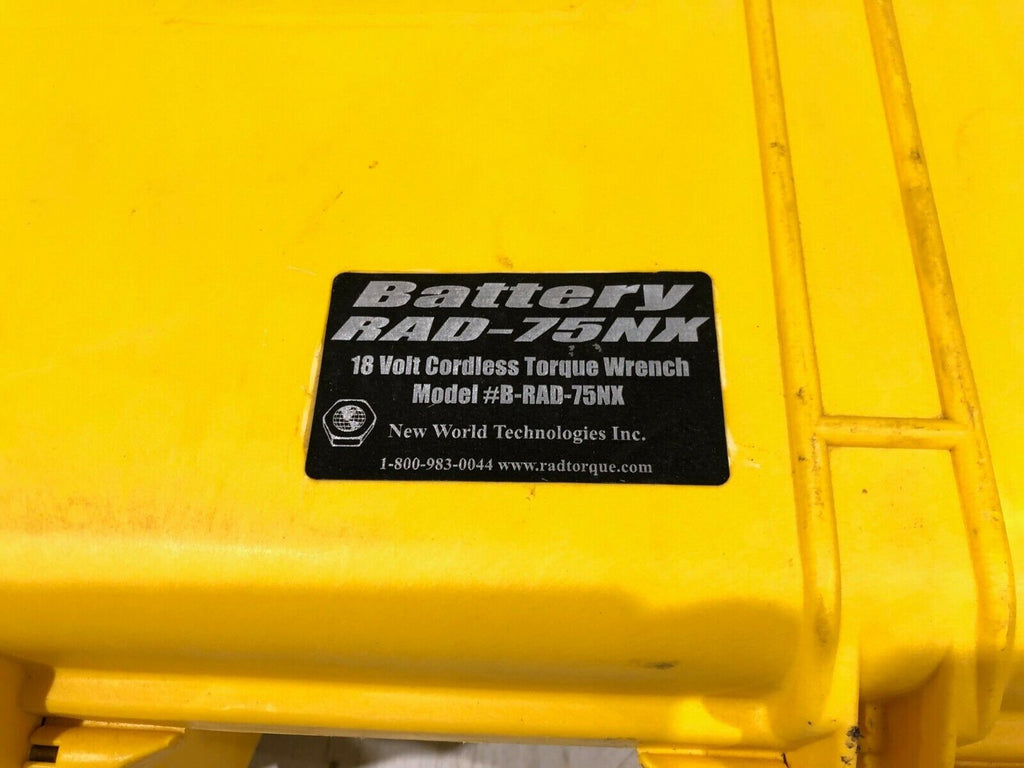 Battery
RAD-75NX
18 Volt Cordless Torque Wrench
Model #B-RAD-75NX
New World Technologies Inc.
1-800-983-0044 www.radtorque.com